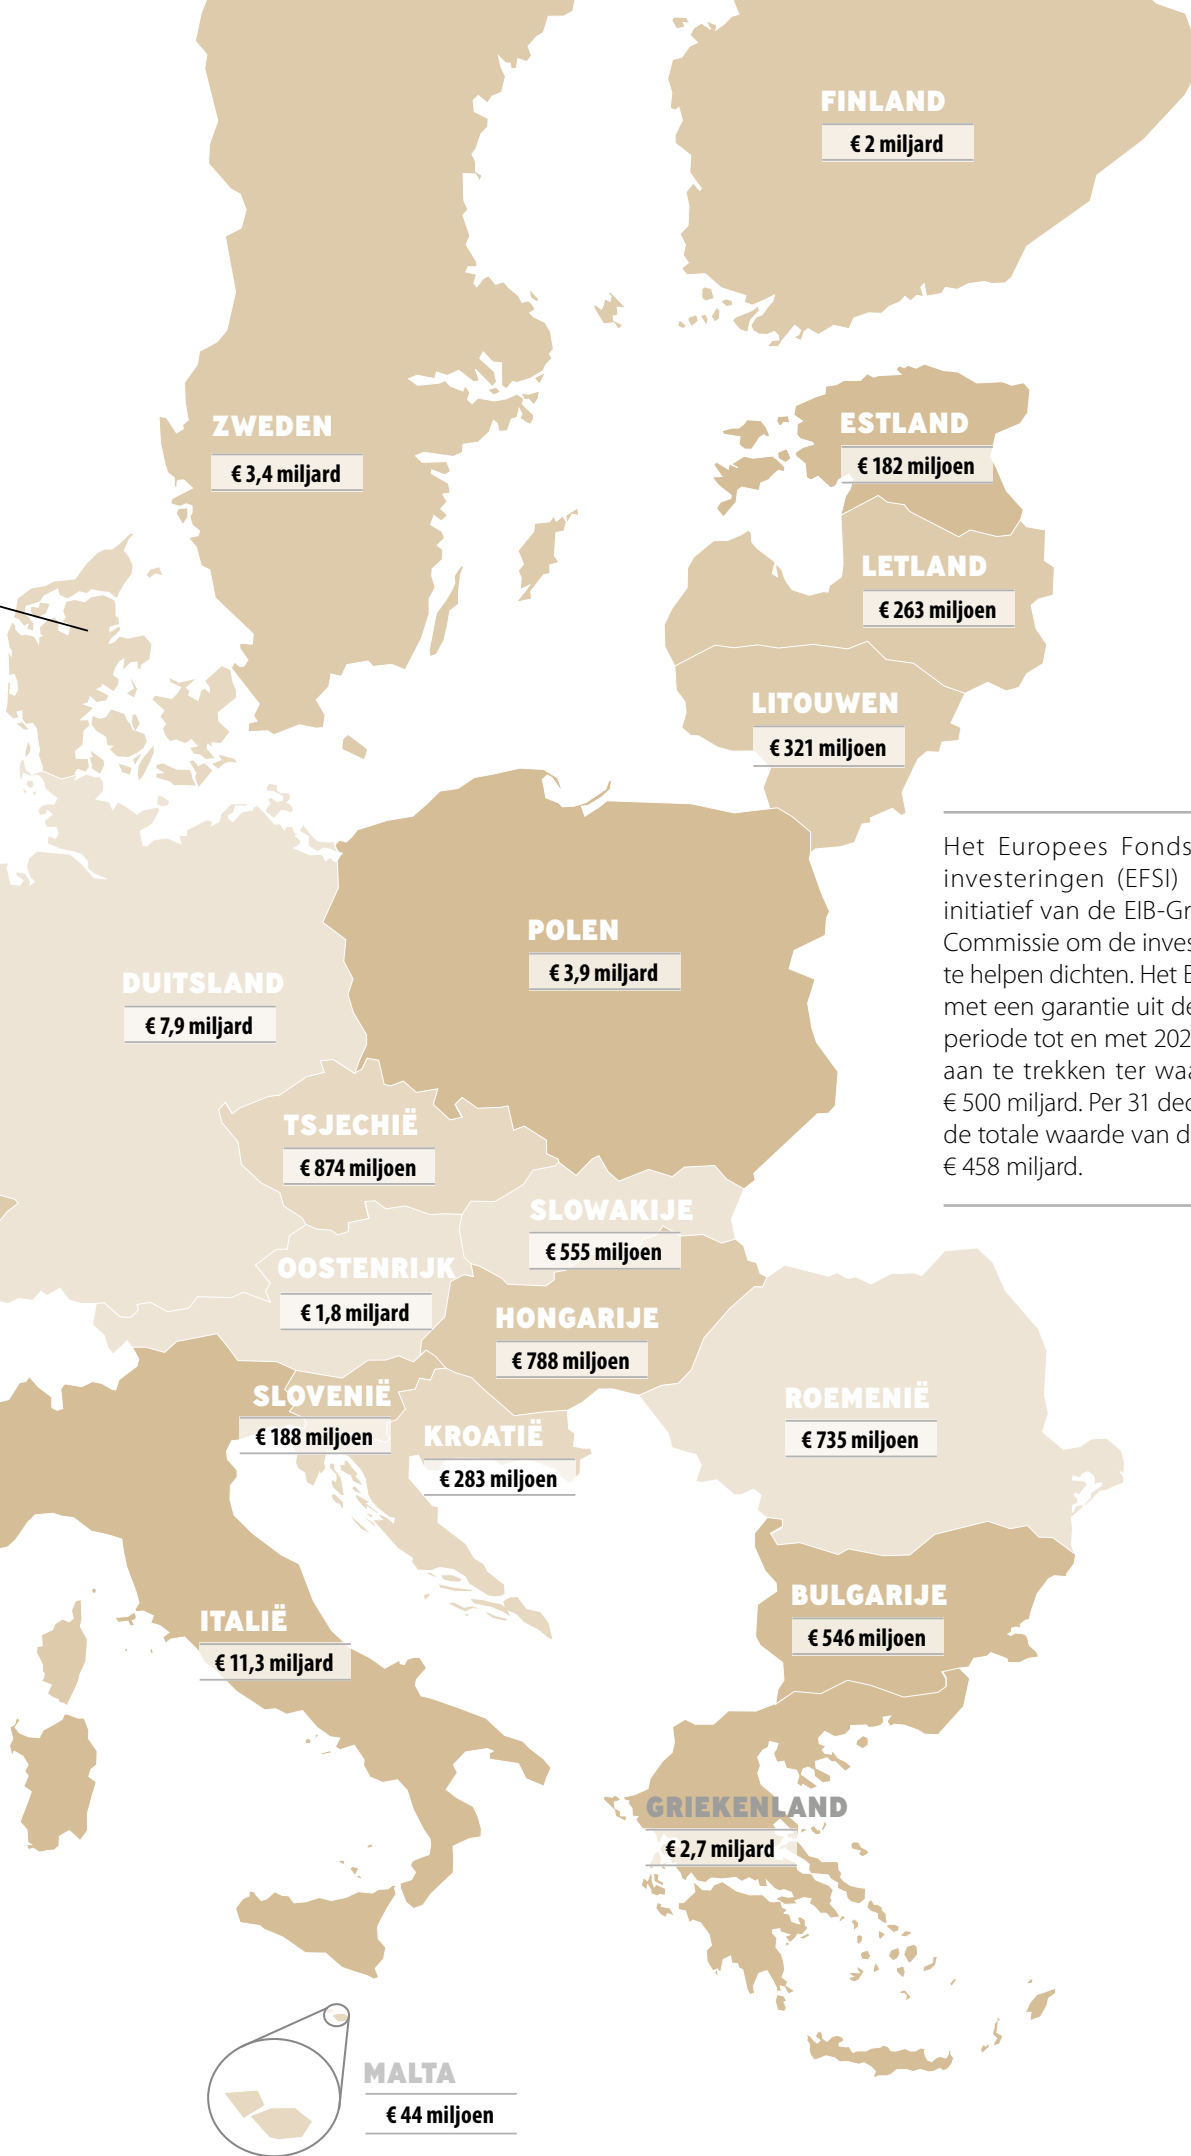 FINLAND
€ 2 miljard
ZWEDEN
€ 3,4 miljard
ESTLAND
€ 182 miljoen
LETLAND
€ 263 miljoen
LITOUWEN
€ 321 miljoen
Het Europees Fonds
investeringen (EFSI)
initiatief van de EIB-Gr
Commissie om de inves
te helpen dichten. Het E
met een garantie uit de
periode tot en met 202
aan te trekken ter waa
€ 500 miljard. Per 31 dec
de totale waarde van d
€ 458 miljard.
POLEN
€ 3,9 miljard
DUITSLAND
€ 7,9 miljard
TSJECHIË
€ 874 miljoen
SLOWAKIJE
€ 555 miljoen
OOSTENRIJK
€ 1,8 miljard
HONGARIJE
€ 788 miljoen
SLOVENIË
€ 188 miljoen
KROATIË
€ 283 miljoen
ROEMENIË
€ 735 miljoen
BULGARIJE
€ 546 miljoen
ITALIË
€ 11,3 miljard
GRIEKENLAND
€ 2,7 miljard
MALTA
€ 44 miljoen